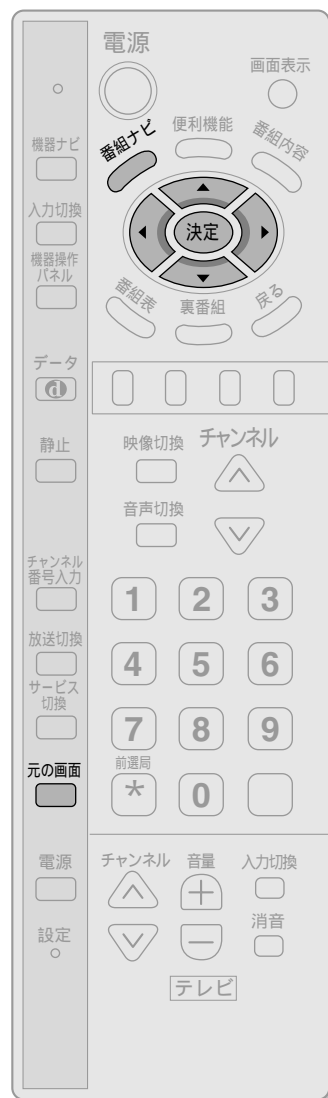 電源
画面表示
機器ナビ
番組ナビ
便利機能
番組内容
入力切換
決定
機器操作
パネル
番組表
裏番組
戻る
データ
d
静止
映像切換
チャンネル
音声切換
チャンネル
番号入力
1 2 3
放送切換
4 5 6
サービス
切換
7 8 9
元の画面
前選局
* 0
電源
チャンネル
音量
入力切換
設定
消音
テレビ